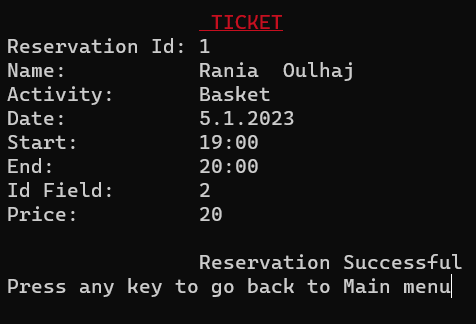 TICKET
Reservation Id: 1
Name: Rania  Oulhaj
Activity: Basket
Date: 5.1.2023
Start: 19:00
End: 20:00
Id Field: 2
Price: 20
Reservation Successful
Press any key to go back to Main menu